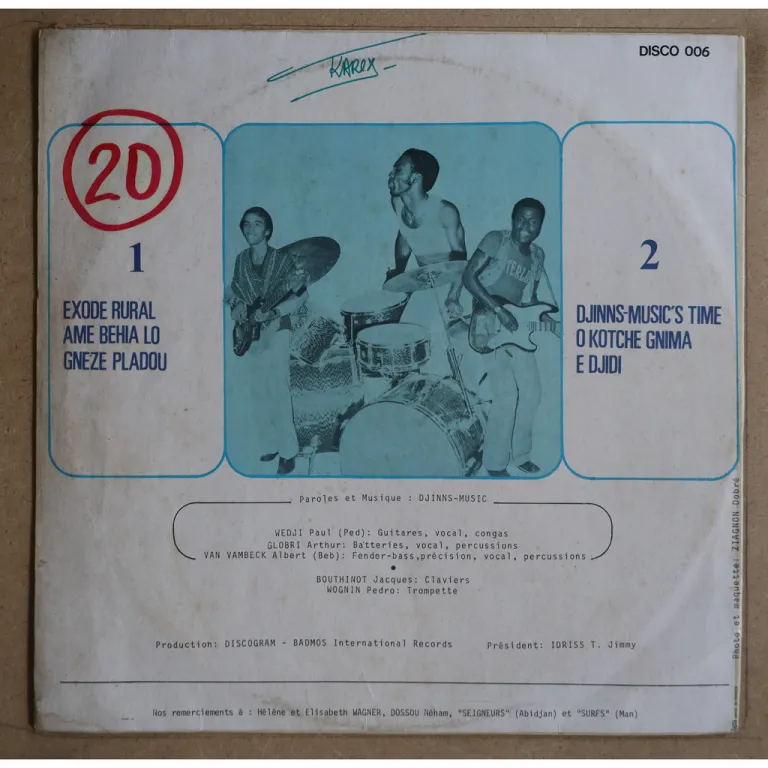 DISCO 006
KAREX
20
1
EXODE RURAL
AME BEHIA LO
GNEZE PLADOU
2
DJINNS-MUSIC'S TIME
O KOTCHE GNIMA
E DJIDI
Paroles et Musique : DJINNS-MUSIC
WEDJI Paul (Ped): Guitares, vocal, congas
GLOBRI Arthur: Batteries, vocal, percussions
VAN VAMBECK Albert (Beb): Fender-bass,précision, vocal, percussions
BOUTHINOT Jacques: Claviers
WOGNIN Pedro: Trompette
Production: DISCOGRAM - BADMOS International Records Président: IDRISS T. Jimmy
Nos remerciements à : Hélène et Elisabeth WAGNER, DOSSOU Néham, "SEIGNEURS" (Abidjan) et "SURFS" (Man)
Photo et maquette: ZIAGNON Dobré